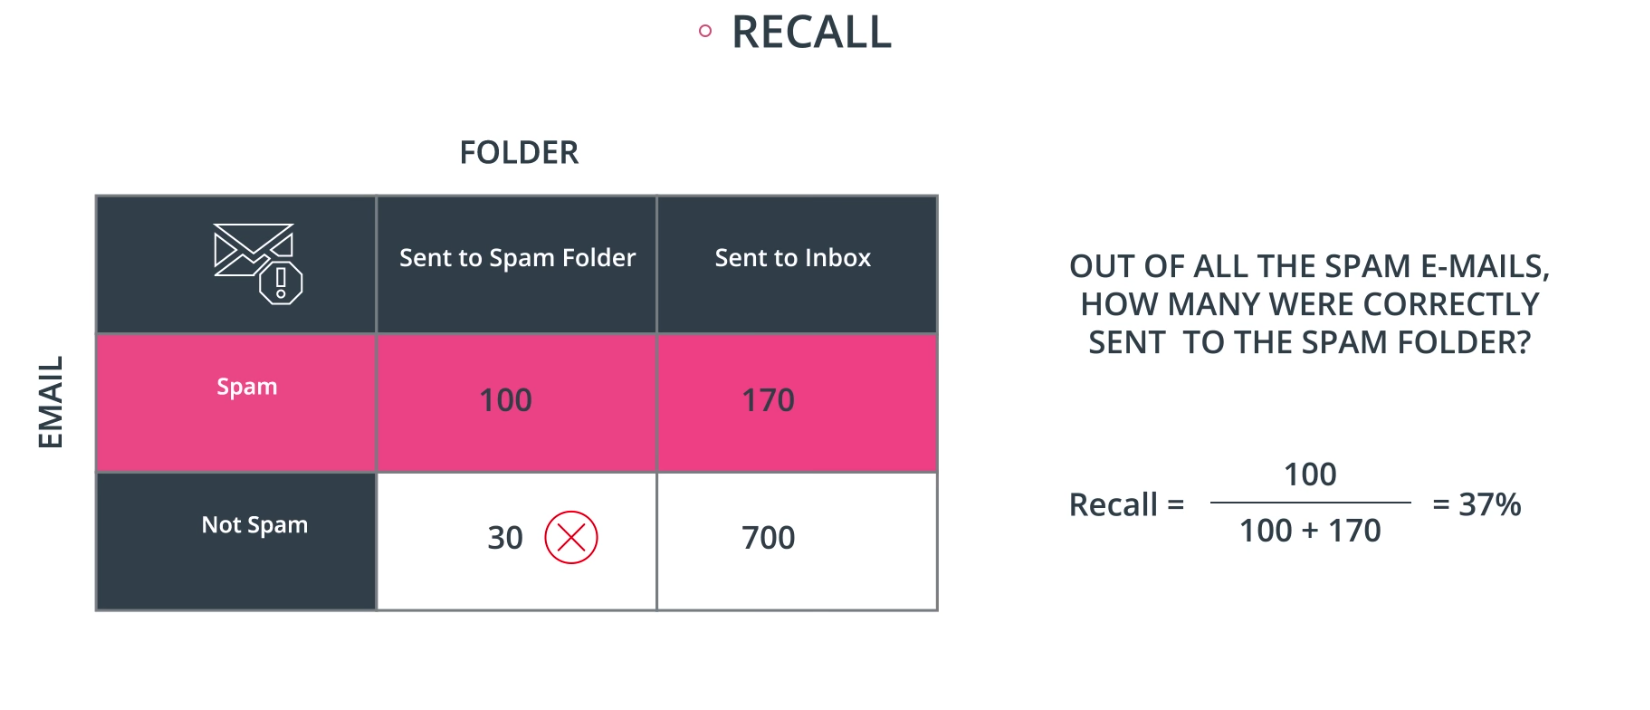 RECALL
FOLDER
Sent to Spam Folder
Sent to Inbox
EMAIL
Spam
100
170
Not Spam
30
700
OUT OF ALL THE SPAM E-MAILS,
HOW MANY WERE CORRECTLY
SENT TO THE SPAM FOLDER?
100
Recall =
= 37%
100 + 170